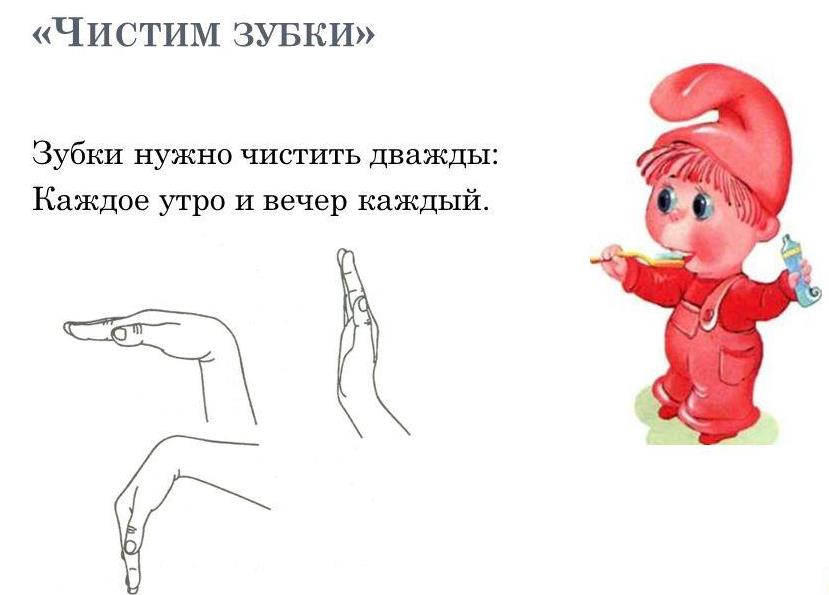 «Чистим зубки»
Зубки нужно чистить дважды:
Каждое утро и вечер каждый.